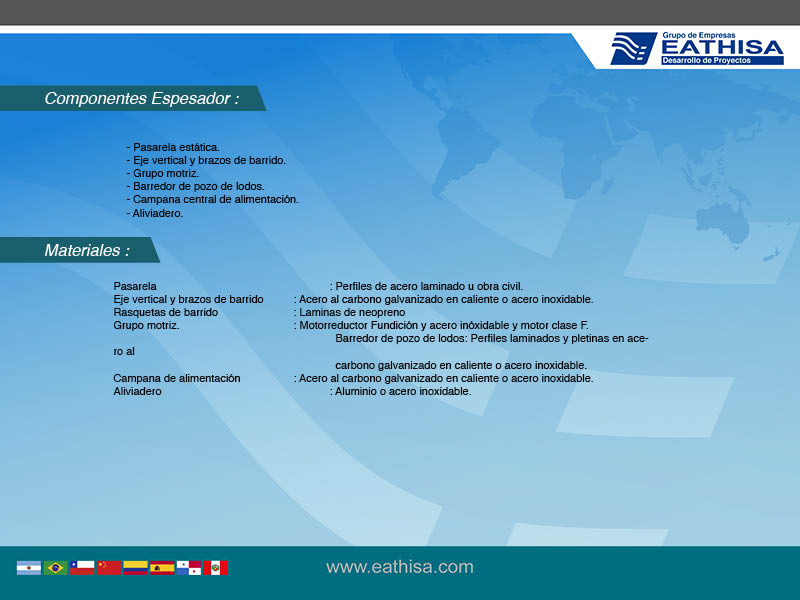 Grupo de Empresas
EATHISA
Desarrollo de Proyectos
Componentes Espesador :
- Pasarela estática.
- Eje vertical y brazos de barrido.
- Grupo motriz.
- Barredor de pozo de lodos.
- Campana central de alimentación.
- Aliviadero.
Materiales :
Pasarela : Perfiles de acero laminado u obra civil.
Eje vertical y brazos de barrido : Acero al carbono galvanizado en caliente o acero inoxidable.
Rasquetas de barrido : Laminas de neopreno
Grupo motriz. : Motorreductor Fundición y acero inóxidable y motor clase F.
Barredor de pozo de lodos: Perfiles laminados y pletinas en ace-
ro al
carbono galvanizado en caliente o acero inoxidable.
Campana de alimentación : Acero al carbono galvanizado en caliente o acero inoxidable.
Aliviadero : Aluminio o acero inoxidable.
www.eathisa.com